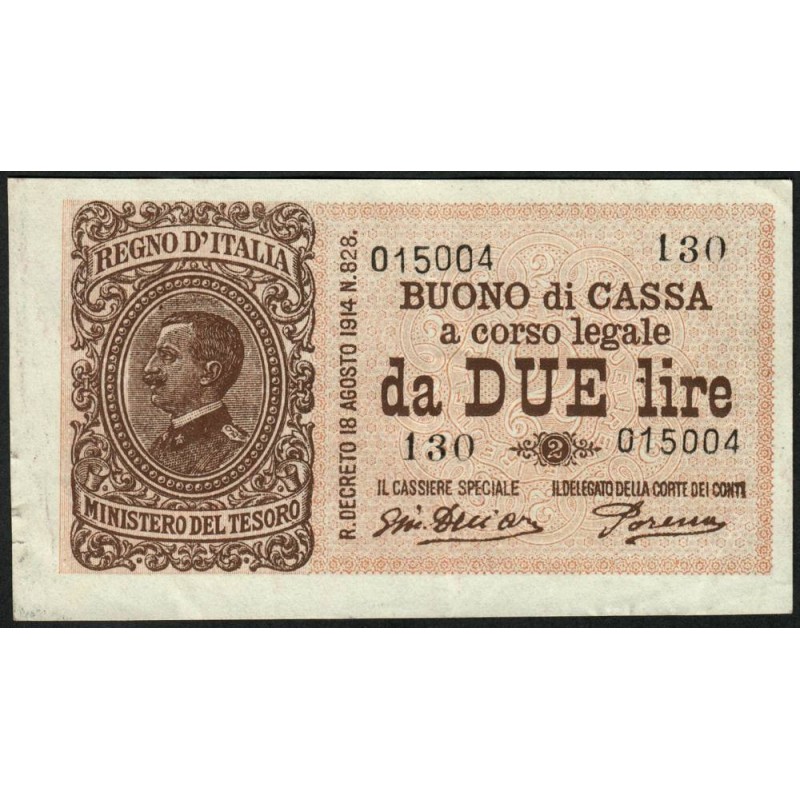 REGNO D'ITALIA
MINISTERO DEL TESORO
R. DECRETO 18 AGOSTO 1914 N. 828.
015004 130
BUONO di CASSA
a corso legale
da DUE lire
130 2 015004
IL CASSIERE SPECIALE IL DELEGATO DELLA CORTE DEI CONTI
Porena